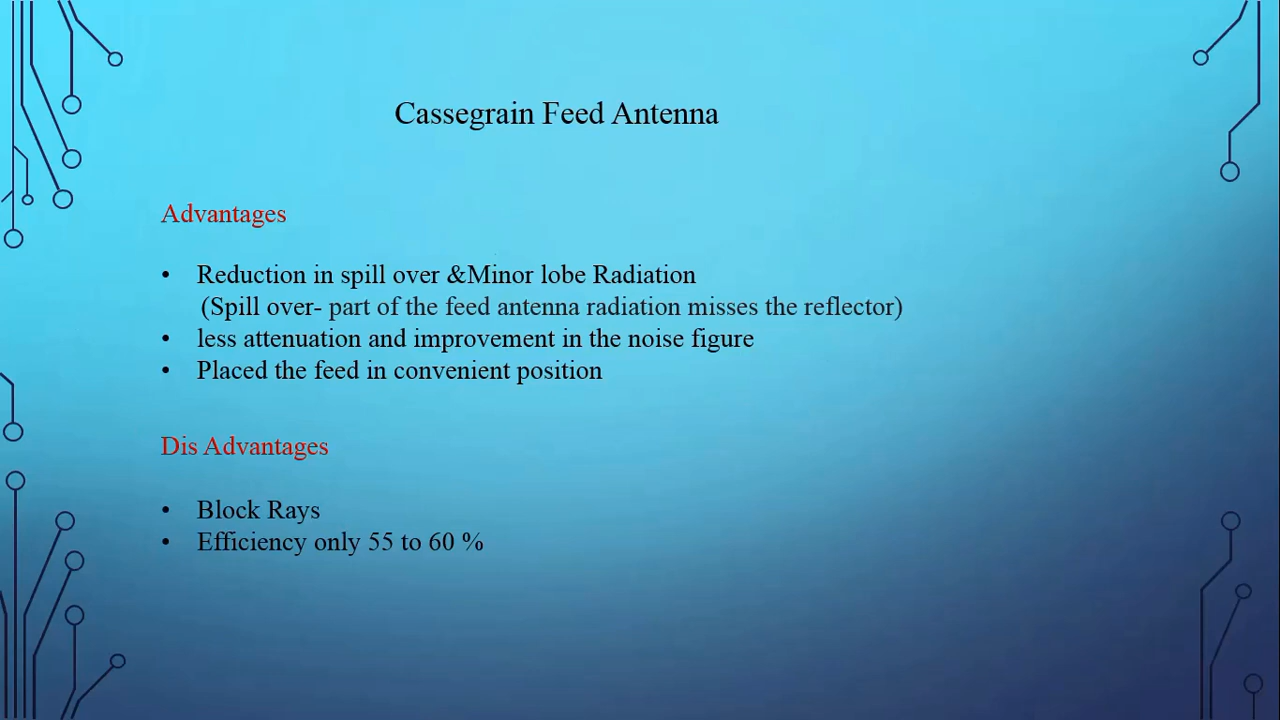 Cassegrain Feed Antenna
Advantages
• Reduction in spill over &Minor lobe Radiation
(Spill over- part of the feed antenna radiation misses the reflector)
• less attenuation and improvement in the noise figure
• Placed the feed in convenient position
Dis Advantages
• Block Rays
• Efficiency only 55 to 60 %